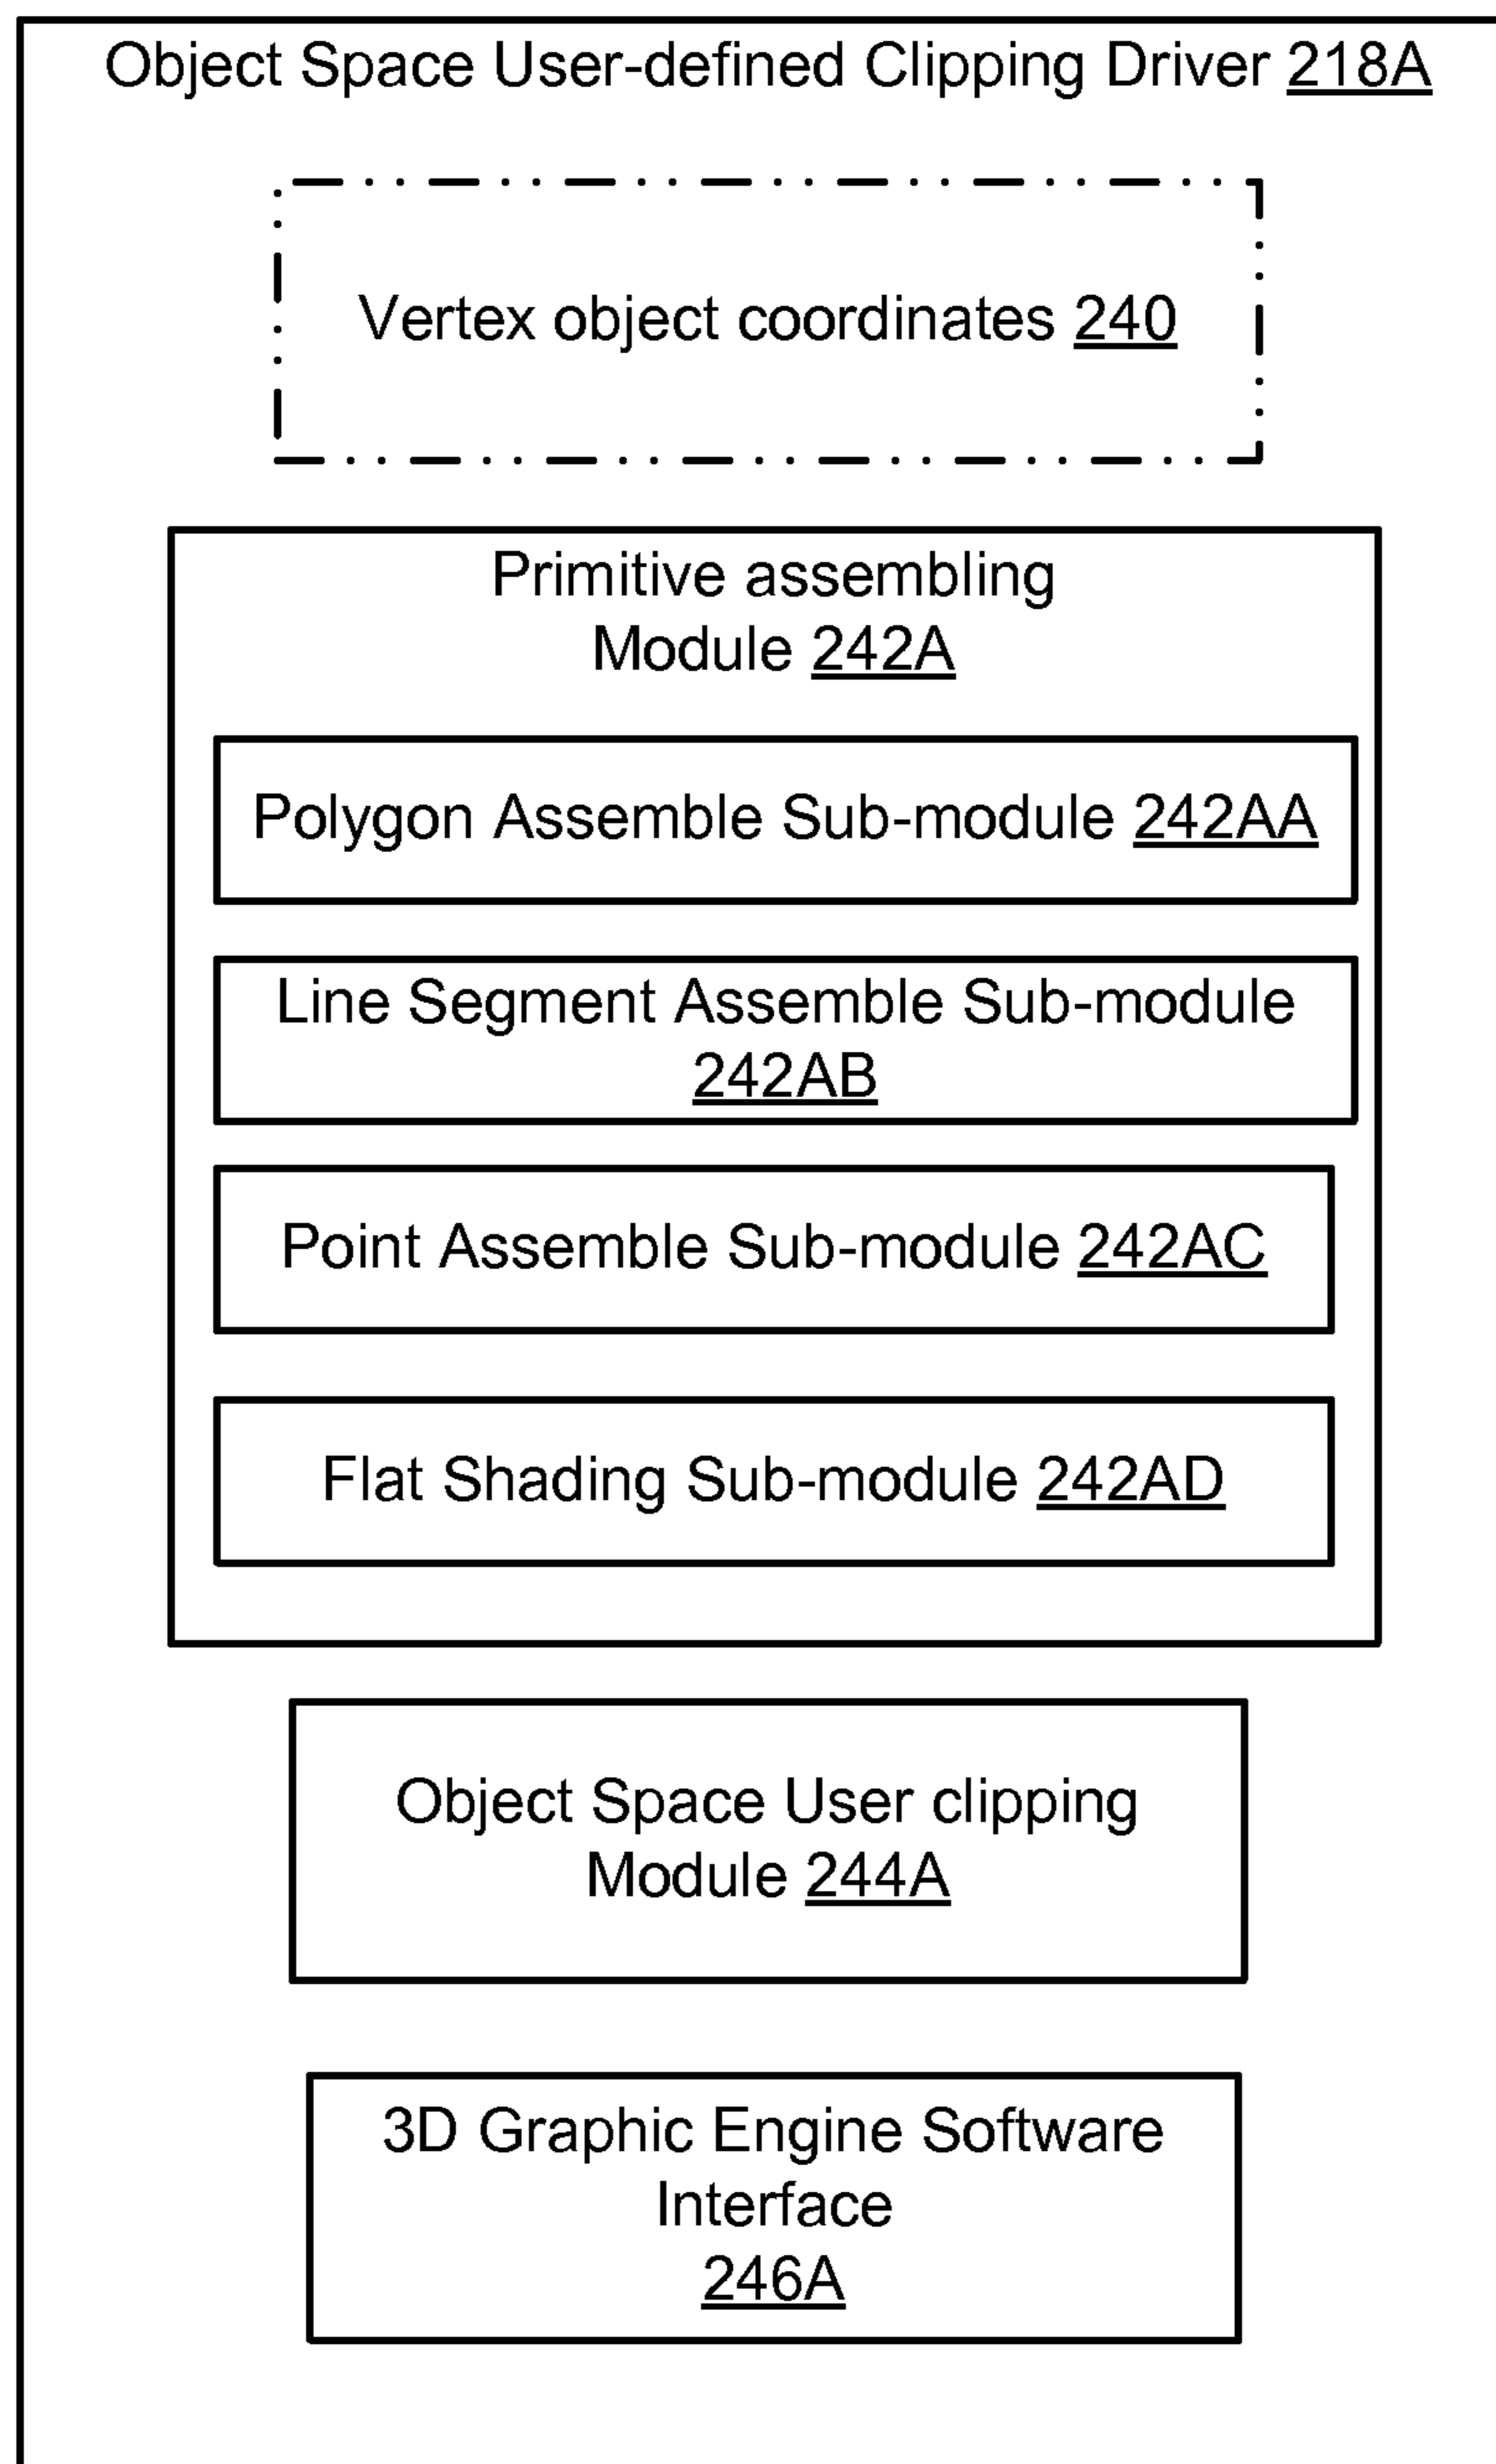 Object Space User-defined Clipping Driver 218A
Vertex object coordinates 240
Primitive assembling
Module 242A
Polygon Assemble Sub-module 242AA
Line Segment Assemble Sub-module
242AB
Point Assemble Sub-module 242AC
Flat Shading Sub-module 242AD
Object Space User clipping
Module 244A
3D Graphic Engine Software
Interface
246A